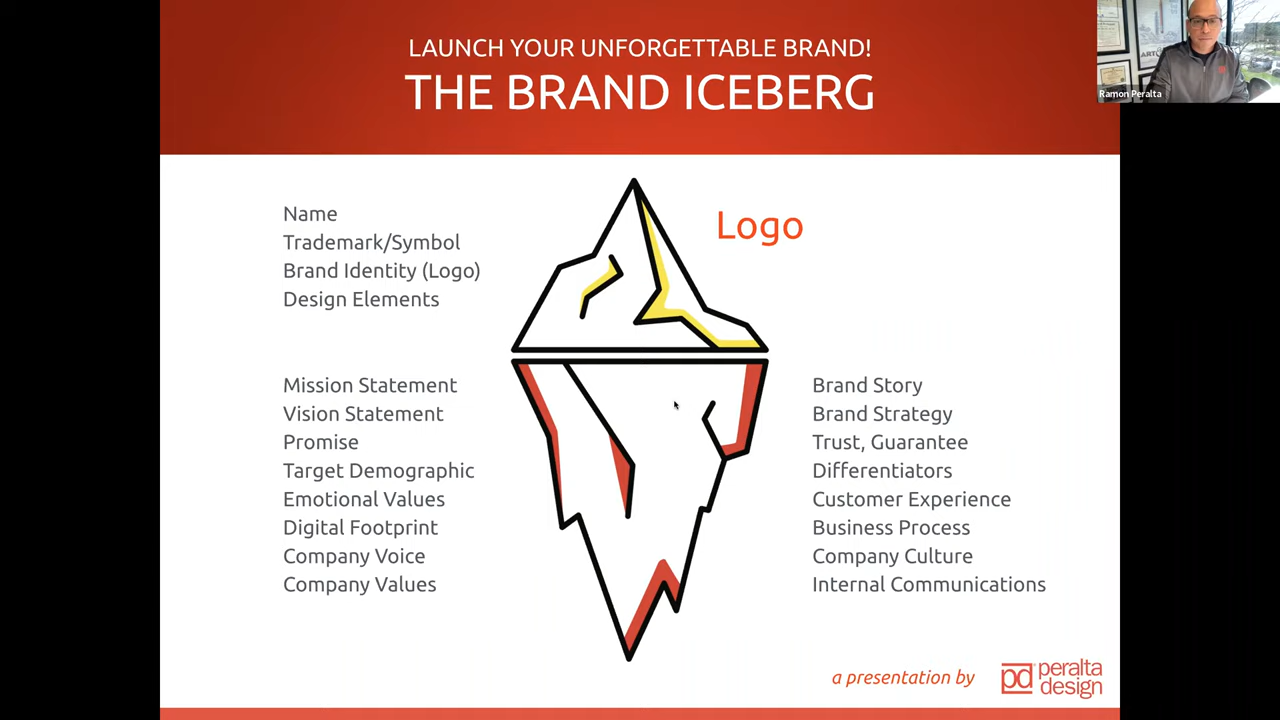 LAUNCH YOUR UNFORGETTABLE BRAND!
THE BRAND ICEBERG
Ramon Peralta
Name
Trademark/Symbol
Brand Identity (Logo)
Design Elements
Logo
Mission Statement
Vision Statement
Promise
Target Demographic
Emotional Values
Digital Footprint
Company Voice
Company Values
Brand Story
Brand Strategy
Trust, Guarantee
Differentiators
Customer Experience
Business Process
Company Culture
Internal Communications
a presentation by
pd peralta
design